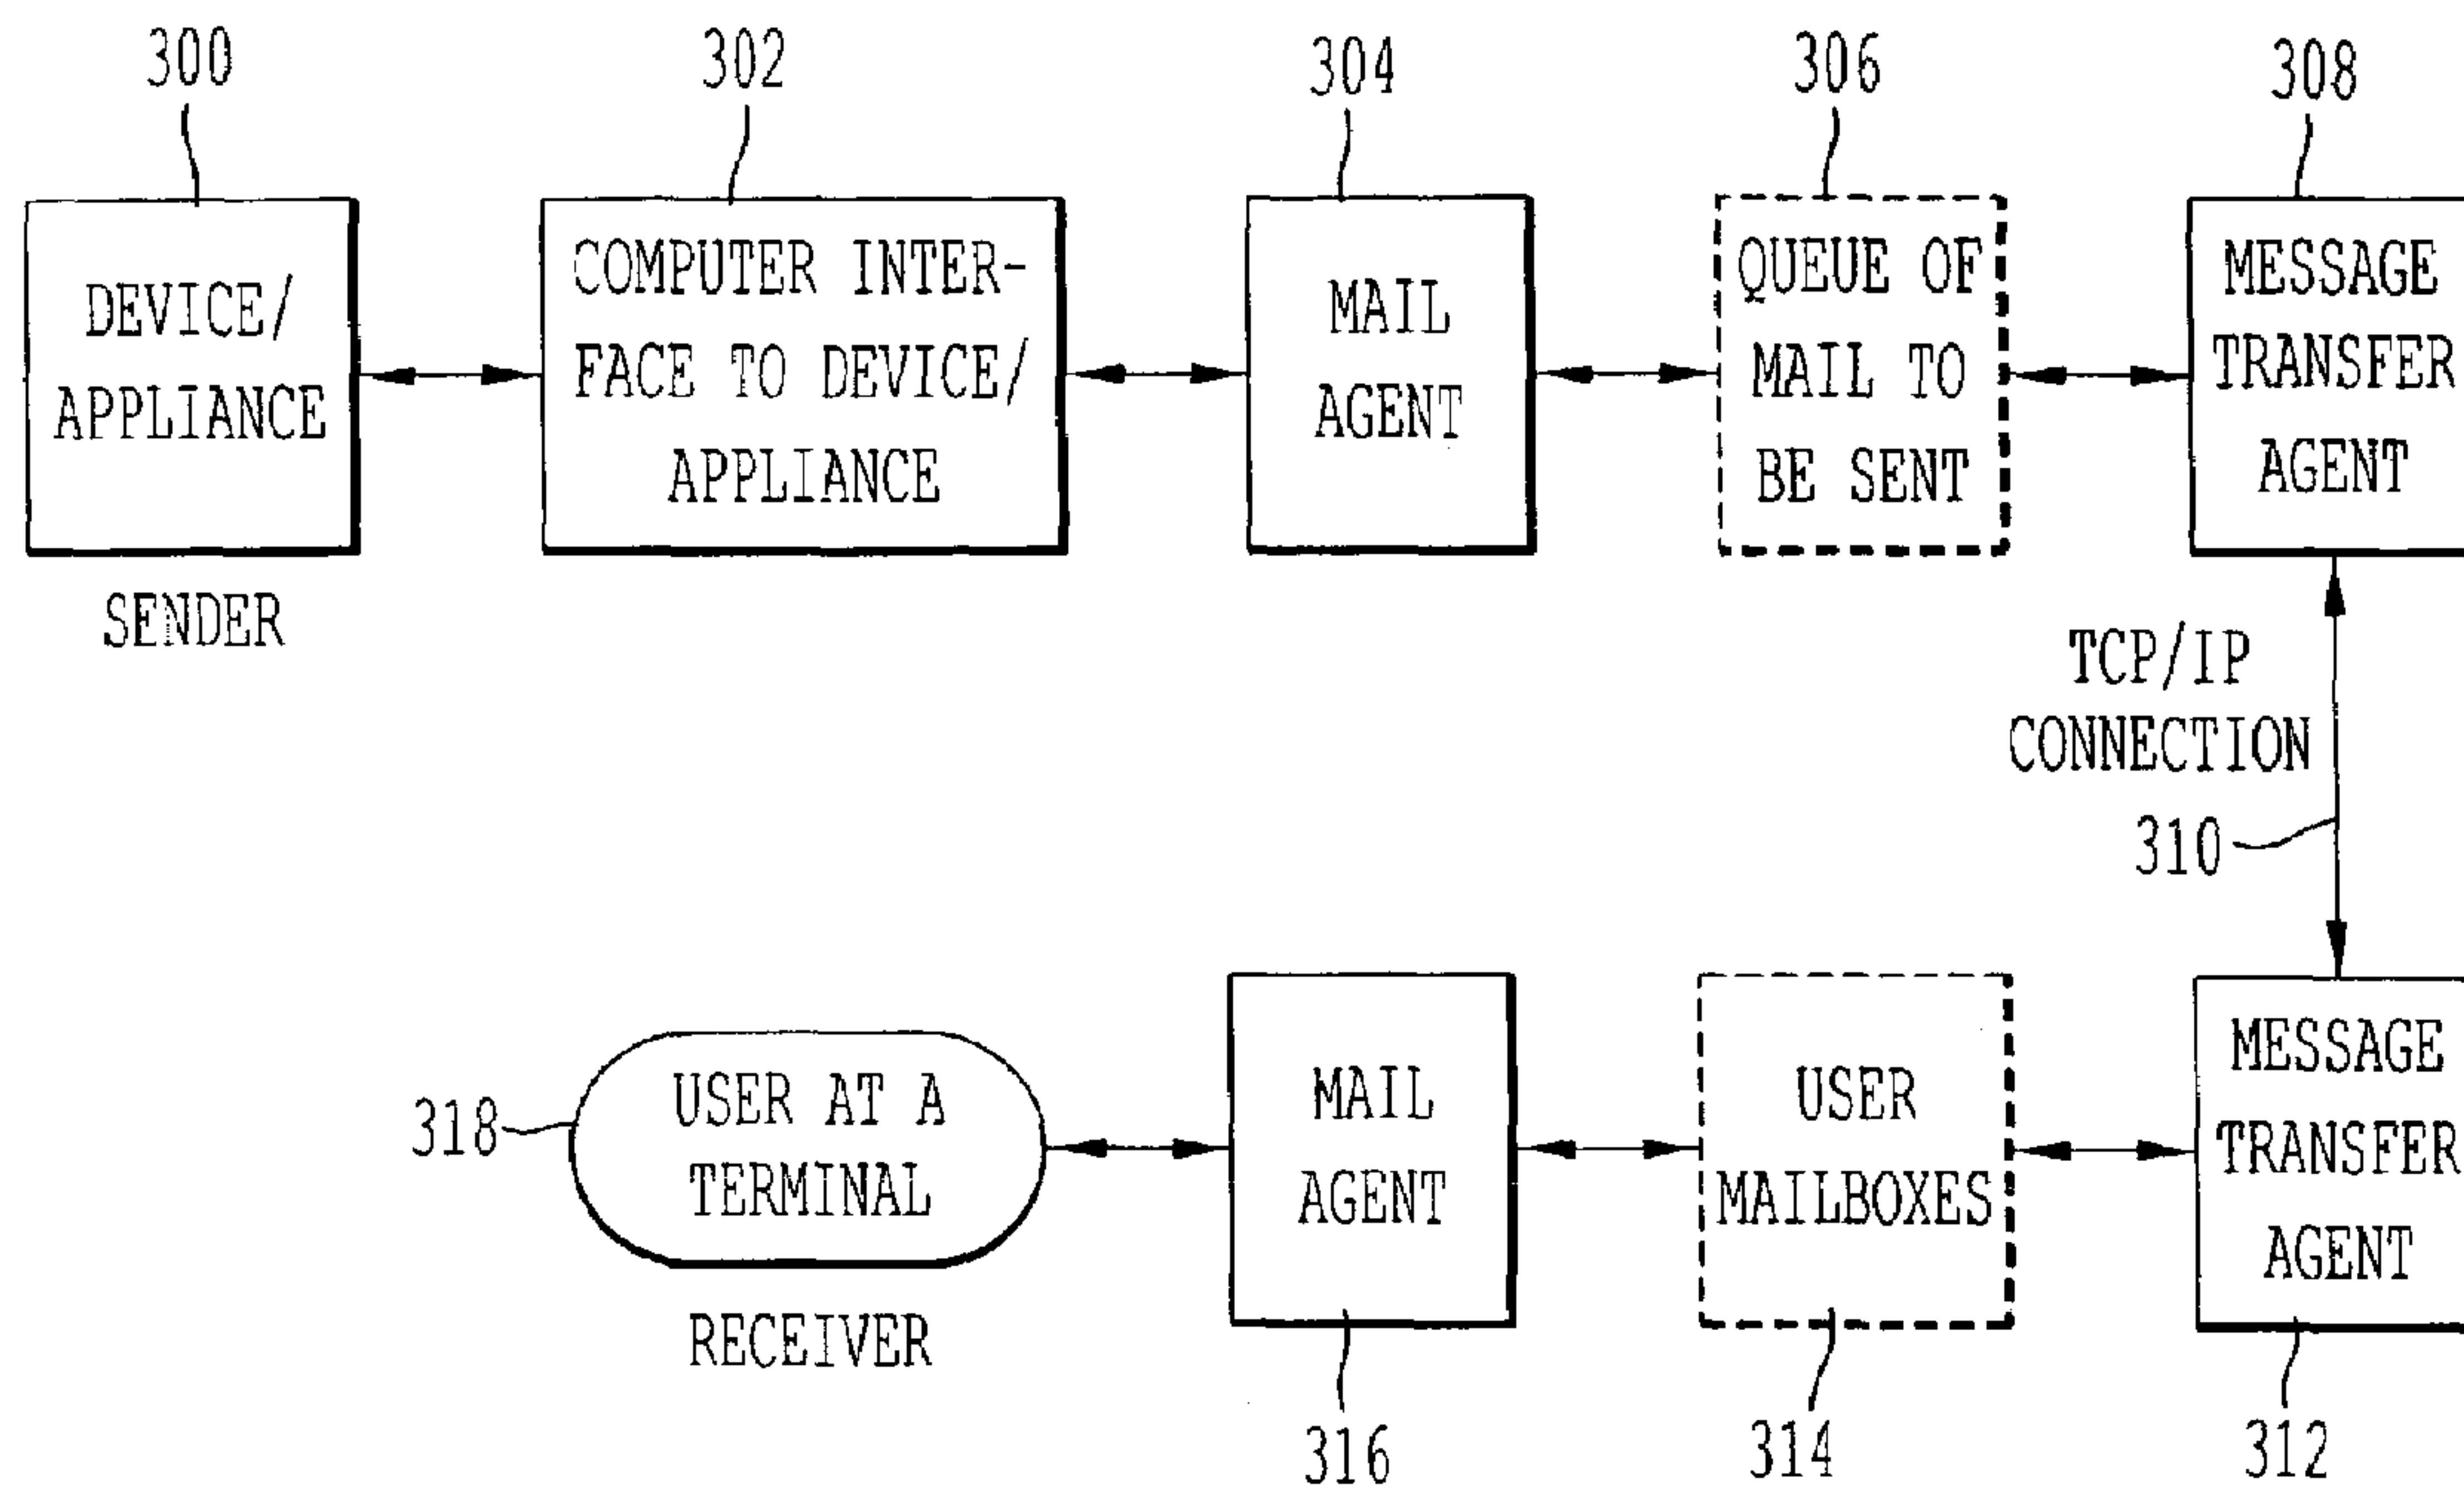 300
302
304
306
308
DEVICE/
APPLIANCE
COMPUTER INTER-
FACE TO DEVICE/
APPLIANCE
MAIL
AGENT
QUEUE OF
MAIL TO
BE SENT
MESSAGE
TRANSFER
AGENT
SENDER
TCP/IP
CONNECTION
310
318
USER AT A
TERMINAL
MAIL
AGENT
USER
MAILBOXES
MESSAGE
TRANSFER
AGENT
RECEIVER
316
314
312